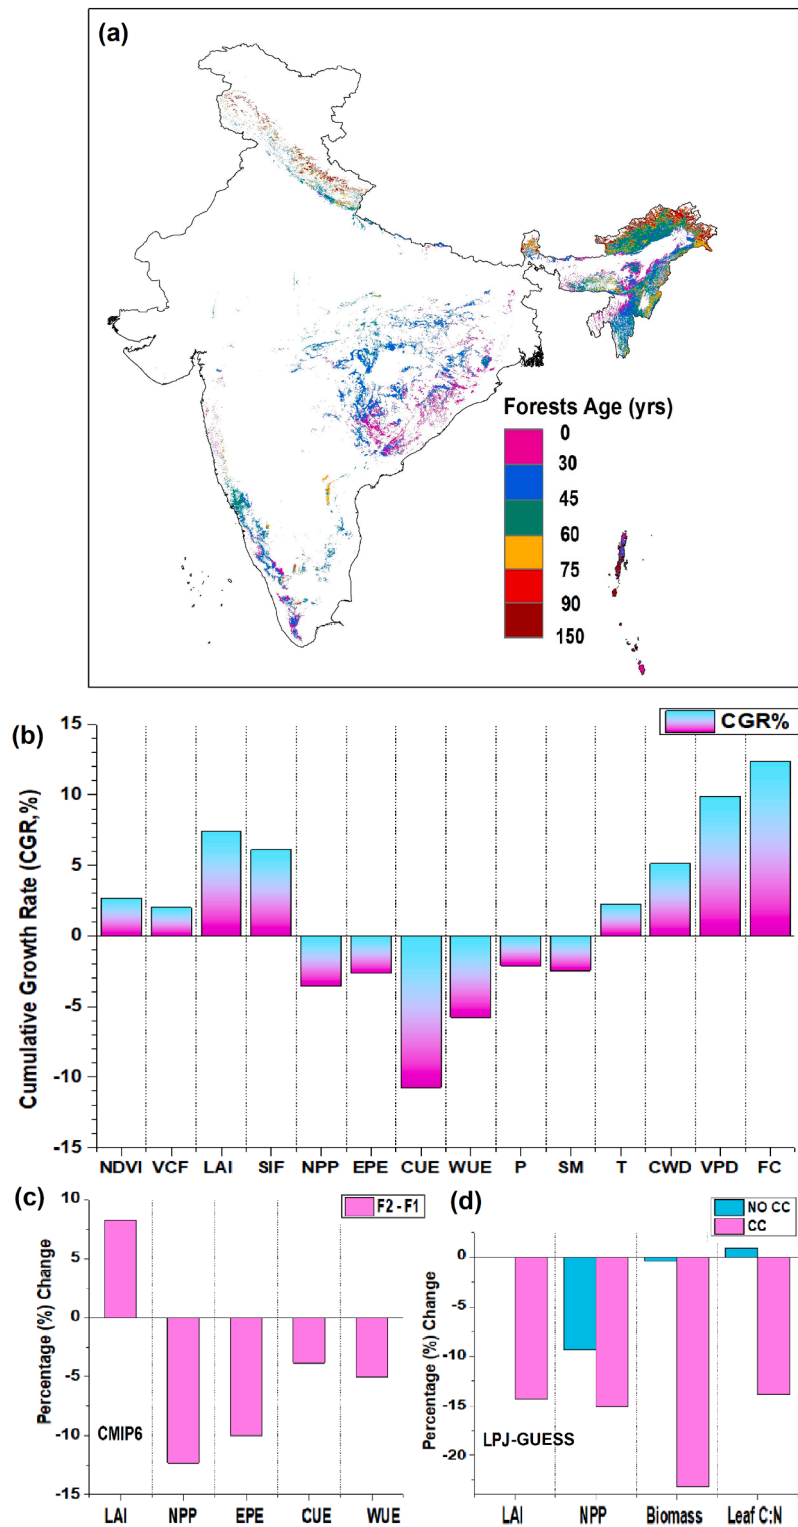 (a)
Forests Age (yrs)
0
30
45
60
75
90
150
(b)
CGR%
Cumulative Growth Rate (CGR,%)
15
10
5
0
-5
-10
-15
NDVI VCF LAI SIF NPP EPE CUE WUE P SM T CWD VPD FC
(c)
F2 - F1
Percentage (%) Change
10
5
0
-5
-10
-15
CMIP6
LAI NPP EPE CUE WUE
(d)
NO CC
CC
Percentage (%) Change
0
-5
-10
-15
-20
LPJ-GUESS
LAI NPP Biomass Leaf C:N